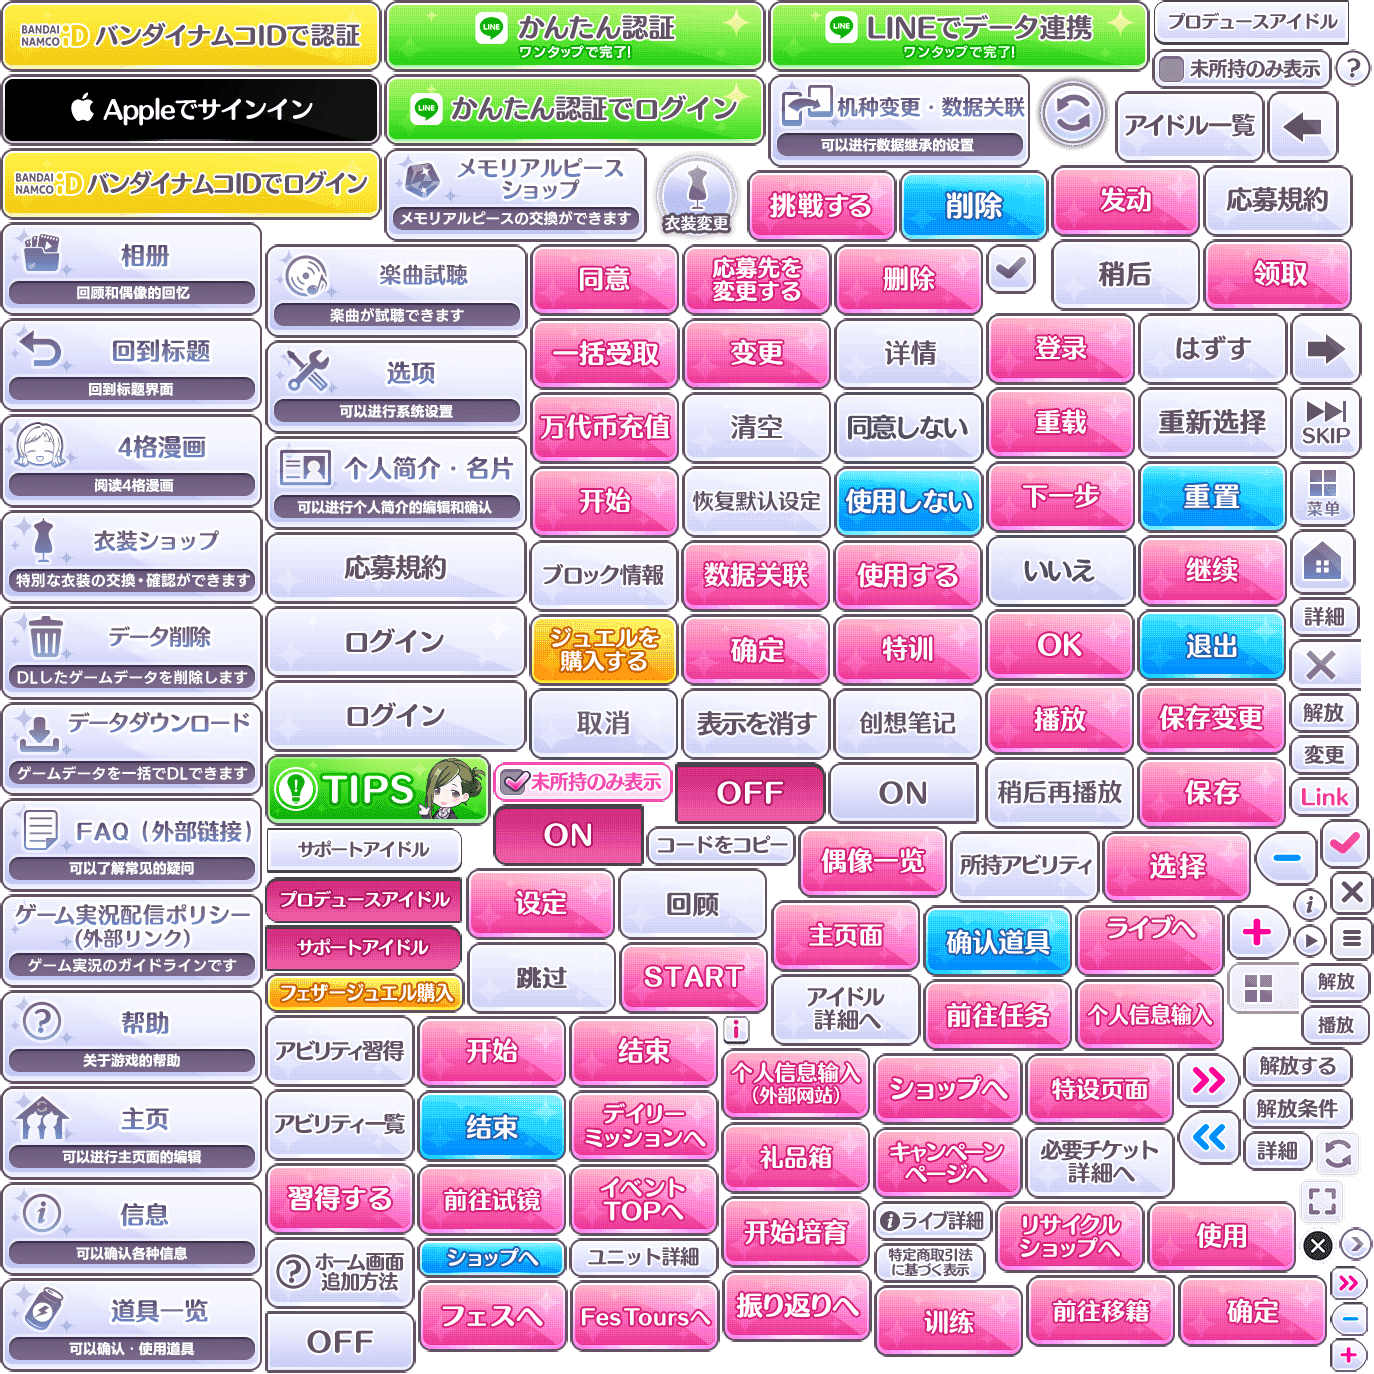 BANDAI NAMCO iD バンダイナムコIDで認証
LINE かんたん認証
ワンタップで完了!
LINE LINEでデータ連携
ワンタップで完了!
プロデュースアイドル
未所持のみ表示
?
Appleでサインイン
LINE かんたん認証でログイン
机种变更・数据关联
可以进行数据继承的设置
アイドル一覧
BANDAI NAMCO iD バンダイナムコIDでログイン
メモリアルピース
ショップ
メモリアルピースの交換ができます
衣装変更
挑戦する
削除
发动
応募規約
相册
回顾和偶像的回忆
楽曲試聴
楽曲が試聴できます
同意
応募先を
変更する
删除
稍后
领取
回到标题
回到标题界面
选项
可以进行系统设置
一括受取
变更
详情
登录
はずす
4格漫画
阅读4格漫画
万代币充值
清空
同意しない
重载
重新选择
SKIP
个人简介・名片
可以进行个人简介的编辑和确认
开始
恢复默认设定
使用しない
下一步
重置
菜单
衣装ショップ
特別な衣装の交換・確認ができます
応募規約
ブロック情報
数据关联
使用する
いいえ
继续
詳細
データ削除
DLしたゲームデータを削除します
ログイン
ジュエルを
購入する
确定
特训
OK
退出
データダウンロード
ゲームデータを一括でDLできます
ログイン
取消
表示を消す
创想笔记
播放
保存变更
解放
変更
TIPS
未所持のみ表示
OFF
ON
稍后再播放
保存
Link
FAQ（外部链接）
可以了解常见的疑问
サポートアイドル
ON
コードをコピー
偶像一览
所持アビリティ
选择
プロデュースアイドル
设定
回顾
ゲーム実況配信ポリシー
(外部リンク)
ゲーム実況のガイドラインです
サポートアイドル
主页面
确认道具
ライブへ
i
フェザージュエル購入
跳过
START
アイドル
詳細へ
前往任务
个人信息输入
解放
播放
帮助
关于游戏的帮助
アビリティ習得
开始
结束
i
个人信息输入
（外部网站）
ショップへ
特设页面
解放する
解放条件
主页
可以进行主页面的编辑
アビリティ一覧
结束
デイリー
ミッションへ
礼品箱
キャンペーン
ページへ
必要チケット
詳細へ
詳細
信息
可以确认各种信息
習得する
前往试镜
イベント
TOPへ
开始培育
ライブ詳細
リサイクル
ショップへ
使用
ホーム画面
追加方法
ショップへ
ユニット詳細
特定商取引法
に基づく表示
道具一览
可以确认・使用道具
OFF
フェスへ
Fes Toursへ
振り返りへ
训练
前往移籍
确定